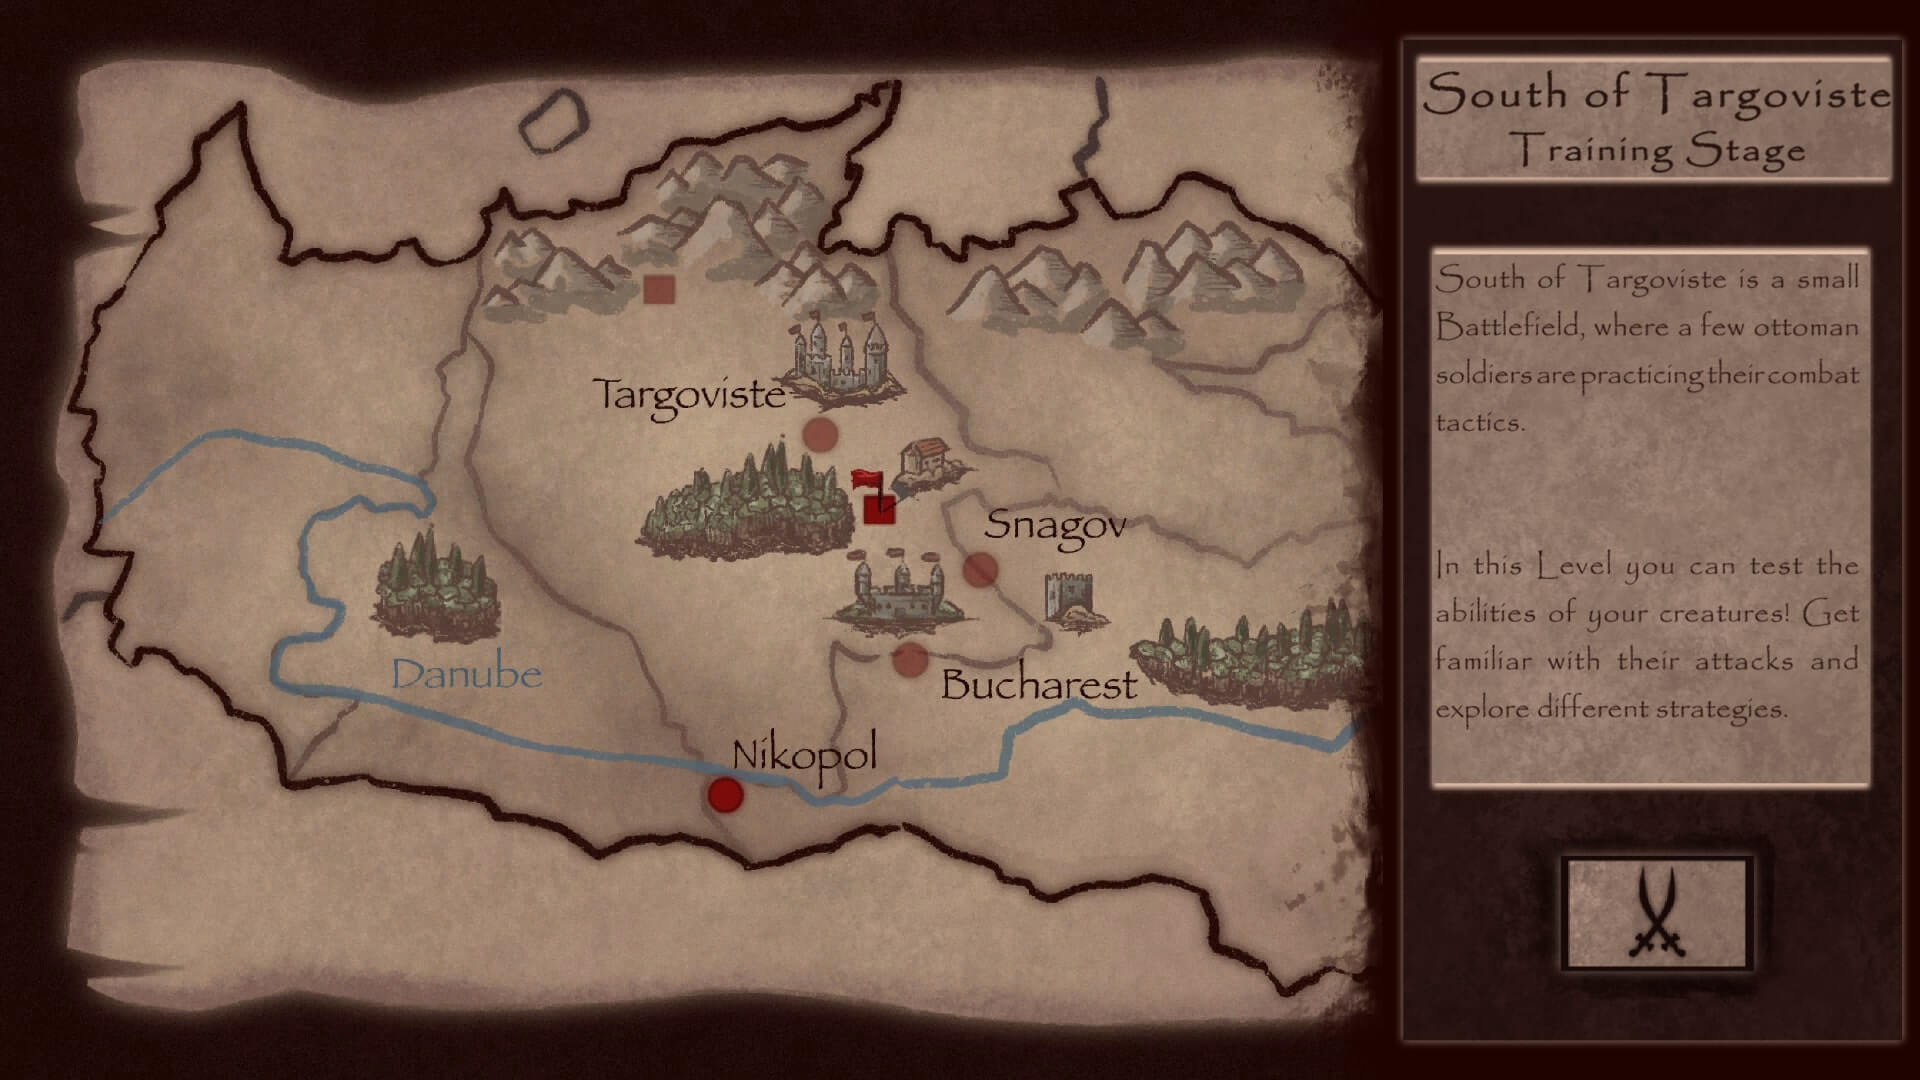 South of Targoviste
Training Stage
Targoviste
Snagov
Danube
Bucharest
Nikopol
South of Targoviste is a small
Battlefield, where a few ottoman
soldiers are practicing their combat
tactics.
In this Level you can test the
abilities of your creatures! Get
familiar with their attacks and
explore different strategies.